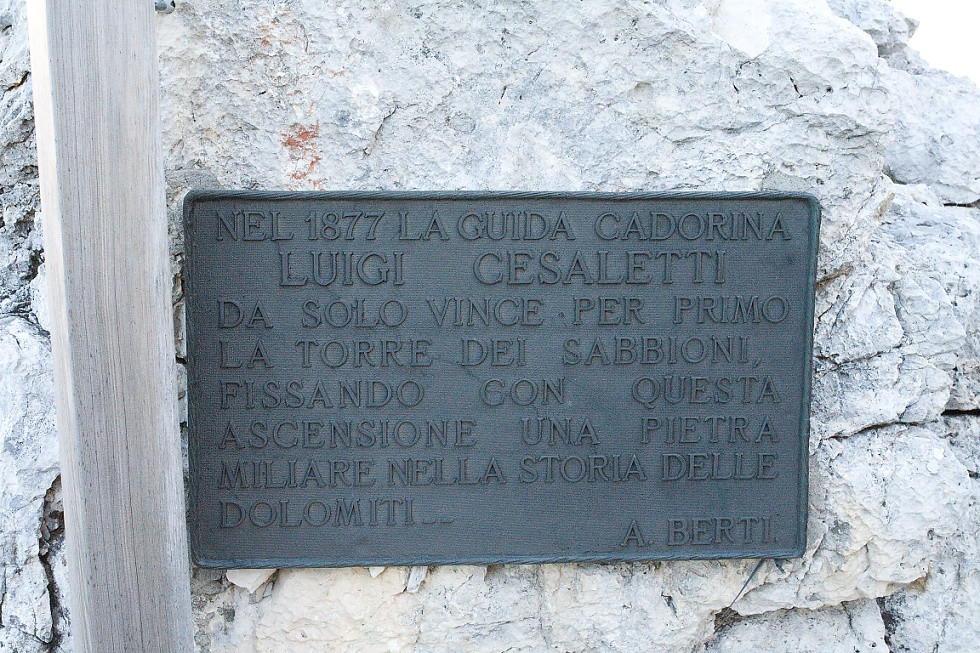 NEL 1877 LA GUIDA CADORINA
LUIGI CESALETTI
DA SOLO VINCE PER PRIMO
LA TORRE DEI SABBIONI,
FISSANDO CON QUESTA
ASCENSIONE UNA PIETRA
MILIARE NELLA STORIA DELLE
DOLOMITI...
A. BERTI.